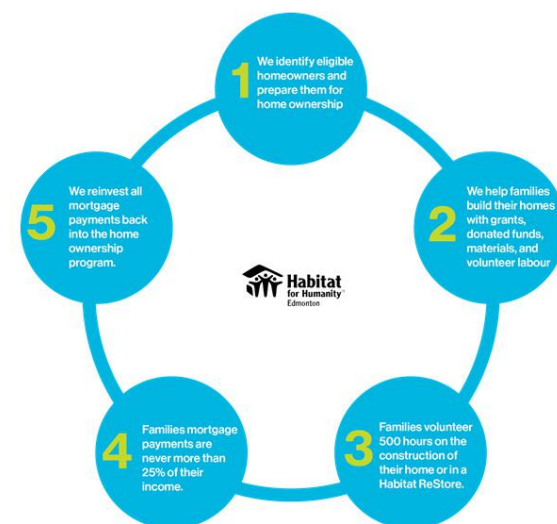 1
We identify eligible
homeowners and
prepare them for
home ownership
2
We help families
build their homes
with grants,
donated funds,
materials, and
volunteer labour
3
Families volunteer
500 hours on the
construction of
their home or in a
Habitat ReStore.
4
Families mortgage
payments are
never more than
25% of their
income.
5
We reinvest all
mortgage
payments back
into the home
ownership
program.
Habitat
for Humanity
Edmonton